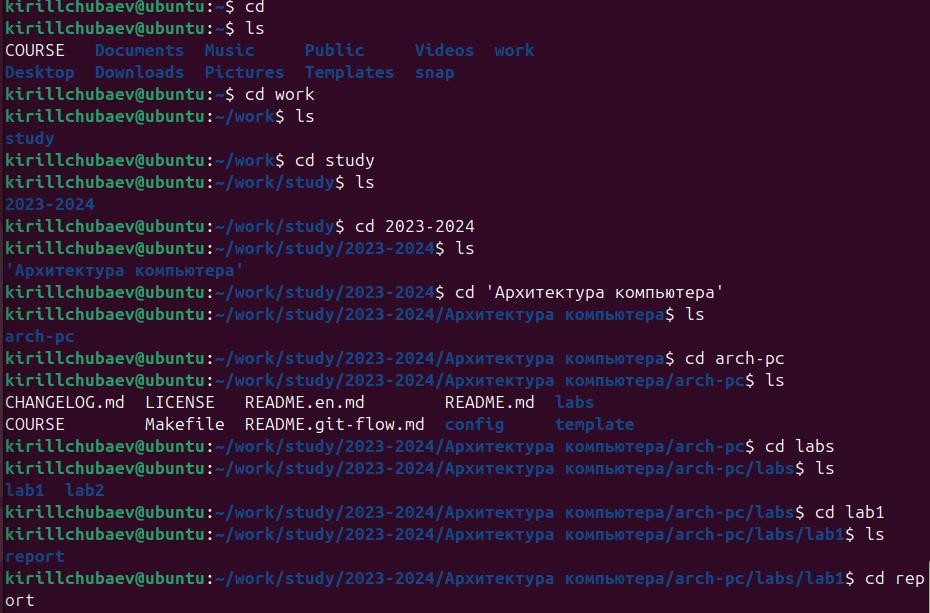 kirillchubaev@ubuntu:~$ cd
kirillchubaev@ubuntu:~$ ls
COURSE   Documents  Music     Public     Videos  work
Desktop  Downloads  Pictures  Templates  snap
kirillchubaev@ubuntu:~$ cd work
kirillchubaev@ubuntu:~/work$ ls
study
kirillchubaev@ubuntu:~/work$ cd study
kirillchubaev@ubuntu:~/work/study$ ls
2023-2024
kirillchubaev@ubuntu:~/work/study$ cd 2023-2024
kirillchubaev@ubuntu:~/work/study/2023-2024$ ls
'Архитектура компьютера'
kirillchubaev@ubuntu:~/work/study/2023-2024$ cd 'Архитектура компьютера'
kirillchubaev@ubuntu:~/work/study/2023-2024/Архитектура компьютера$ ls
arch-pc
kirillchubaev@ubuntu:~/work/study/2023-2024/Архитектура компьютера$ cd arch-pc
kirillchubaev@ubuntu:~/work/study/2023-2024/Архитектура компьютера/arch-pc$ ls
CHANGELOG.md  LICENSE   README.en.md        README.md  labs
COURSE        Makefile  README.git-flow.md  config     template
kirillchubaev@ubuntu:~/work/study/2023-2024/Архитектура компьютера/arch-pc$ cd labs
kirillchubaev@ubuntu:~/work/study/2023-2024/Архитектура компьютера/arch-pc/labs$ ls
lab1  lab2
kirillchubaev@ubuntu:~/work/study/2023-2024/Архитектура компьютера/arch-pc/labs$ cd lab1
kirillchubaev@ubuntu:~/work/study/2023-2024/Архитектура компьютера/arch-pc/labs/lab1$ ls
report
kirillchubaev@ubuntu:~/work/study/2023-2024/Архитектура компьютера/arch-pc/labs/lab1$ cd rep
ort